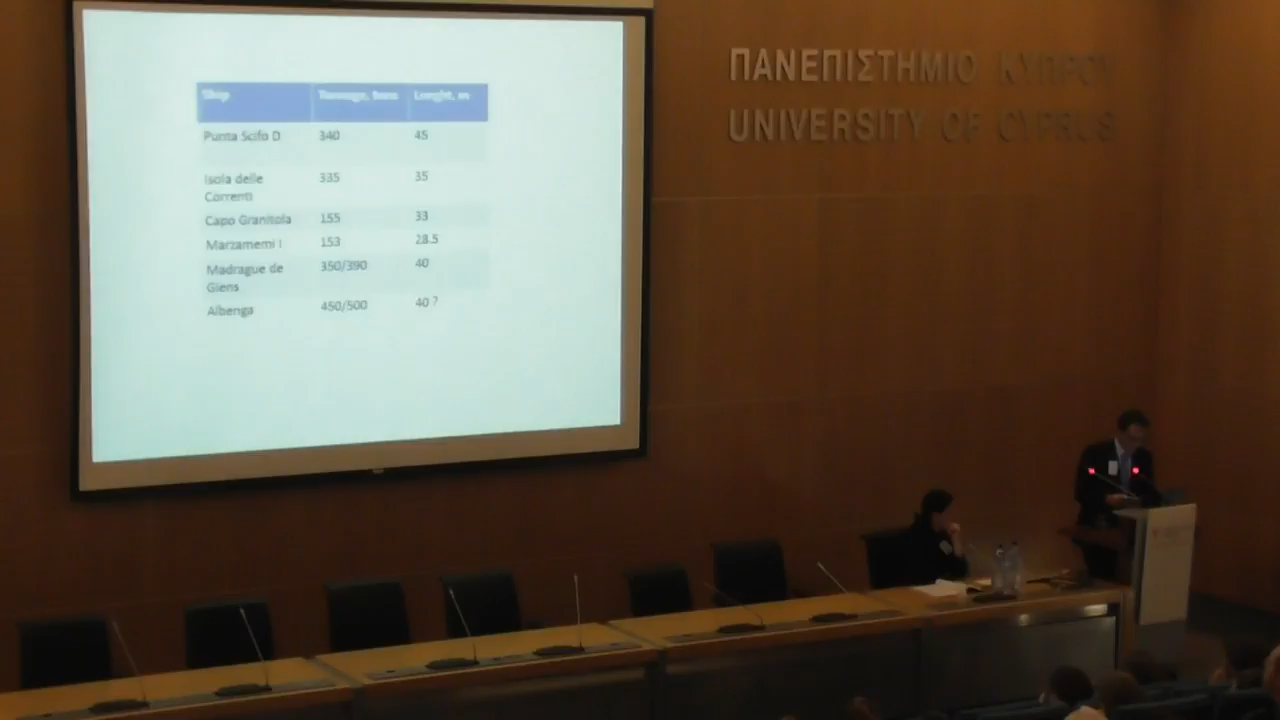 ΠΑΝΕΠΙΣΤΗΜΙΟ ΚΥΠΡΟΥ
UNIVERSITY OF CYPRUS
Ship Tonnage, tons Lenght, m
Punta Scifo D 340 45
Isola delle Correnti 335 35
Capo Granitola 155 33
Marzamemi I 153 28.5
Madrague de Giens 350/390 40
Albenga 450/500 40 ?